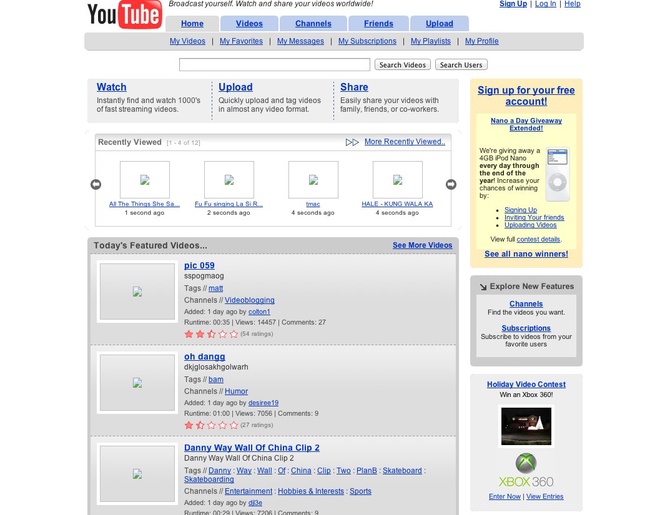 Broadcast yourself. Watch and share your videos worldwide!
Sign Up | Log In | Help
YouTube
Home
Videos
Channels
Friends
Upload
My Videos | My Favorites | My Messages | My Subscriptions | My Playlists | My Profile
Search Videos
Search Users
Watch
Instantly find and watch 1000's
of fast streaming videos.
Upload
Quickly upload and tag videos
in almost any video format.
Share
Easily share your videos with
family, friends, or co-workers.
Recently Viewed [1 - 4 of 12]
More Recently Viewed..
All The Things She Sa...
1 second ago
Fu Fu singing La Si R...
2 seconds ago
Imac
4 seconds ago
HALE - KUNG WALA KA
4 seconds ago
Today's Featured Videos...
See More Videos
pic 059
sspogmaog
Tags // matt
Channels // Videoblogging
Added: 1 day ago by colton1
Runtime: 00:35 | Views: 14457 | Comments: 27
(54 ratings)
oh dangg
dkjglosakhgolwarh
Tags // bam
Channels // Humor
Added: 1 day ago by desiree19
Runtime: 01:00 | Views: 7056 | Comments: 9
(27 ratings)
Danny Way Wall Of China Clip 2
Danny Way Wall Of China Clip 2
Tags // Danny : Way : Wall : Of : China : Clip : Two : PlanB : Skateboard :
Skateboarding
Channels // Entertainment : Hobbies & Interests : Sports
Added: 1 day ago by
Runtime: 00:29 | Views: 7206 | Comments: 9
Sign up for your free
account!
Nano a Day Giveaway
Extended!
We're giving away a
4GB iPod Nano
every day through
the end of the
year! Increase your
chances of winning
by:
Signing Up
Inviting Your friends
Uploading Videos
View full contest details.
See all nano winners!
Explore New Features
Channels
Find the videos you want.
Subscriptions
Subscribe to videos from your
favorite users
Holiday Video Contest
Win an Xbox 360!
XBOX 360
Enter Now | View Entries